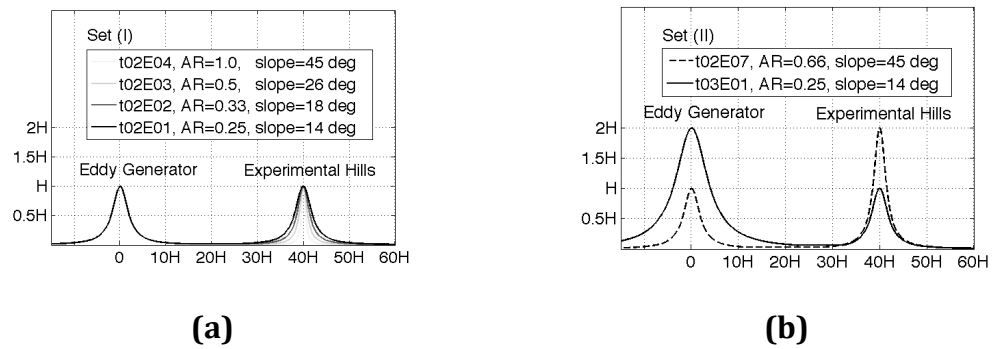 Set (I)
t02E04, AR=1.0, slope=45 deg
t02E03, AR=0.5, slope=26 deg
t02E02, AR=0.33, slope=18 deg
t02E01, AR=0.25, slope=14 deg
2H
1.5H
H
0.5H
Eddy Generator
Experimental Hills
0 10H 20H 30H 40H 50H 60H
(a)
Set (II)
t02E07, AR=0.66, slope=45 deg
t03E01, AR=0.25, slope=14 deg
Eddy Generator
Experimental Hills
2H
1.5H
H
0.5H
0 10H 20H 30H 40H 50H 60H
(b)